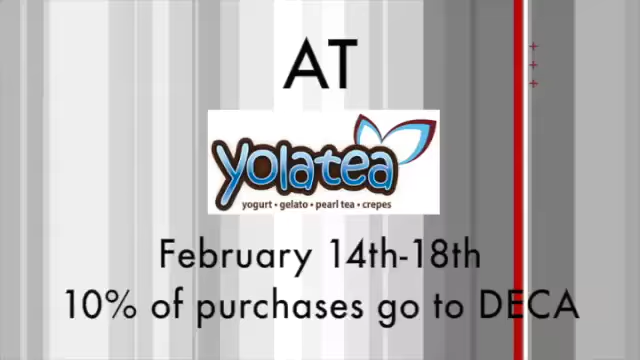 AT
yolatea
yogurt • gelato • pearl tea • crepes
February 14th-18th
10% of purchases go to DECA